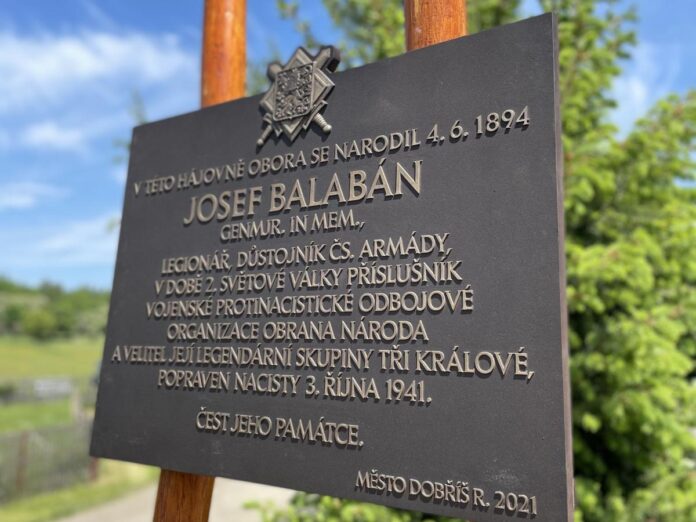 V TÉTO HÁJOVNĚ OBORA SE NARODIL 4. 6. 1894
JOSEF BALABÁN
GENMJR. IN MEM.,
LEGIONÁŘ, DŮSTOJNÍK ČS. ARMÁDY,
V DOBĚ 2. SVĚTOVÉ VÁLKY PŘÍSLUŠNÍK
VOJENSKÉ PROTINACISTICKÉ ODBOJOVÉ
ORGANIZACE OBRANA NÁRODA
A VELITEL JEJÍ LEGENDÁRNÍ SKUPINY TŘI KRÁLOVÉ,
POPRAVEN NACISTY 3. ŘÍJNA 1941.
ČEST JEHO PAMÁTCE.
MĚSTO DOBŘÍŠ R. 2021